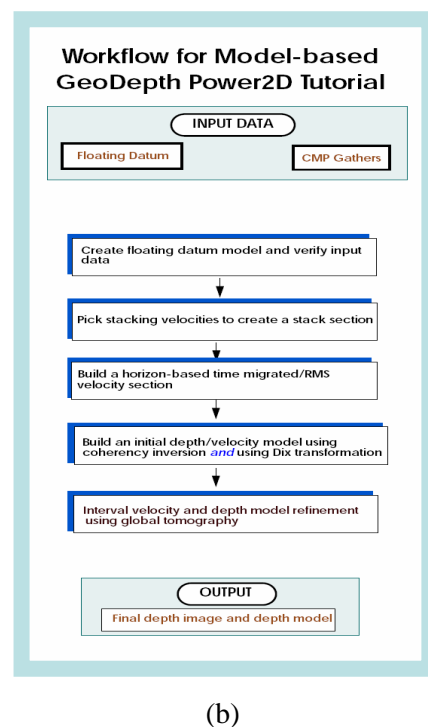 Workflow for Model-based
GeoDepth Power2D Tutorial
INPUT DATA
Floating Datum
CMP Gathers
Create floating datum model and verify input
data
Pick stacking velocities to create a stack section
Build a horizon-based time migrated/RMS
velocity section
Build an initial depth/velocity model using
coherency inversion and using Dix transformation
Interval velocity and depth model refinement
using global tomography
OUTPUT
Final depth image and depth model
(b)